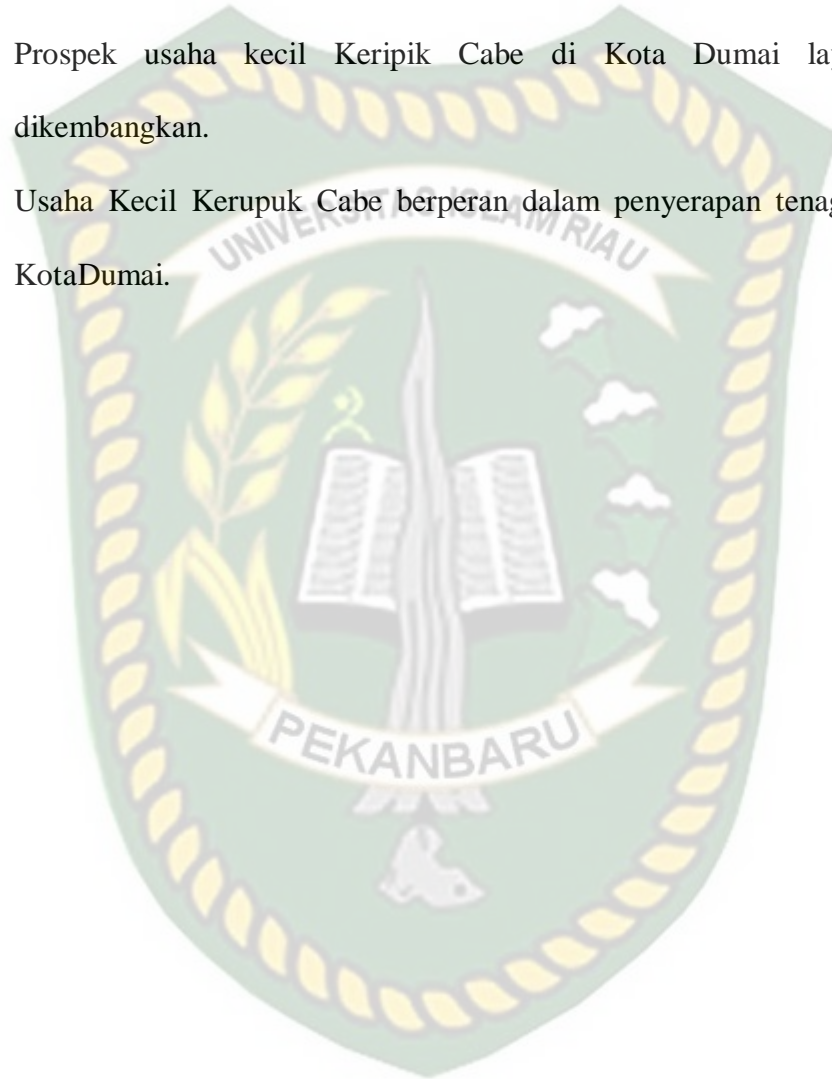 Prospek usaha kecil Keripik Cabe di Kota Dumai
dikembangkan.
Usaha Kecil Kerupuk Cabe berperan dalam penyerapan
KotaDumai.
UNIVERSITAS ISLAM RIAU
PEKANBARU